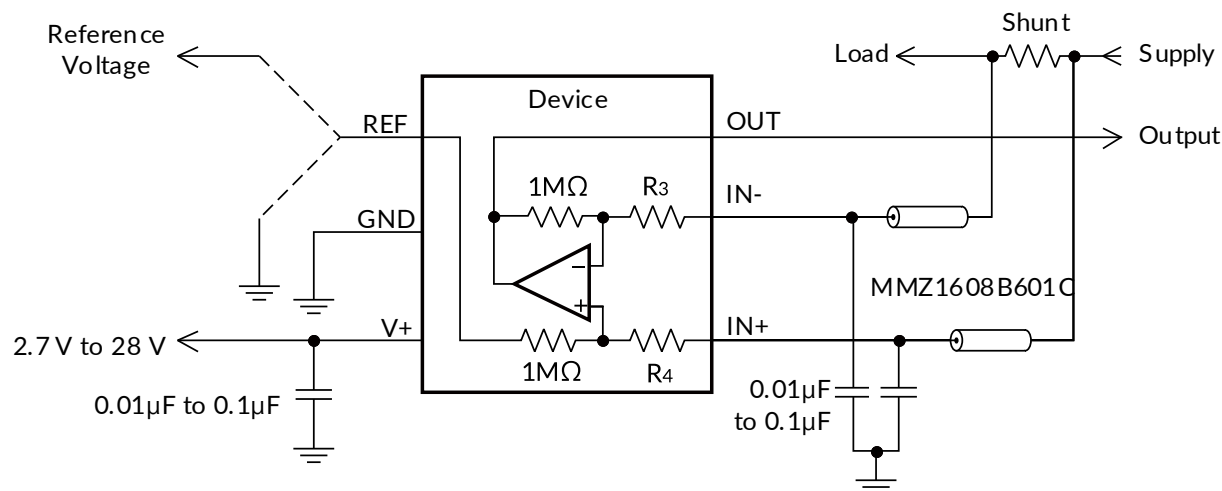 Shunt
Reference
Voltage
Load
Supply
Device
REF
OUT
Output
1MΩ
R3
IN-
GND
−
MMZ1608B601C
+
V+
IN+
2.7 V to 28 V
1MΩ
R4
0.01µF to 0.1µF
0.01µF
to 0.1µF